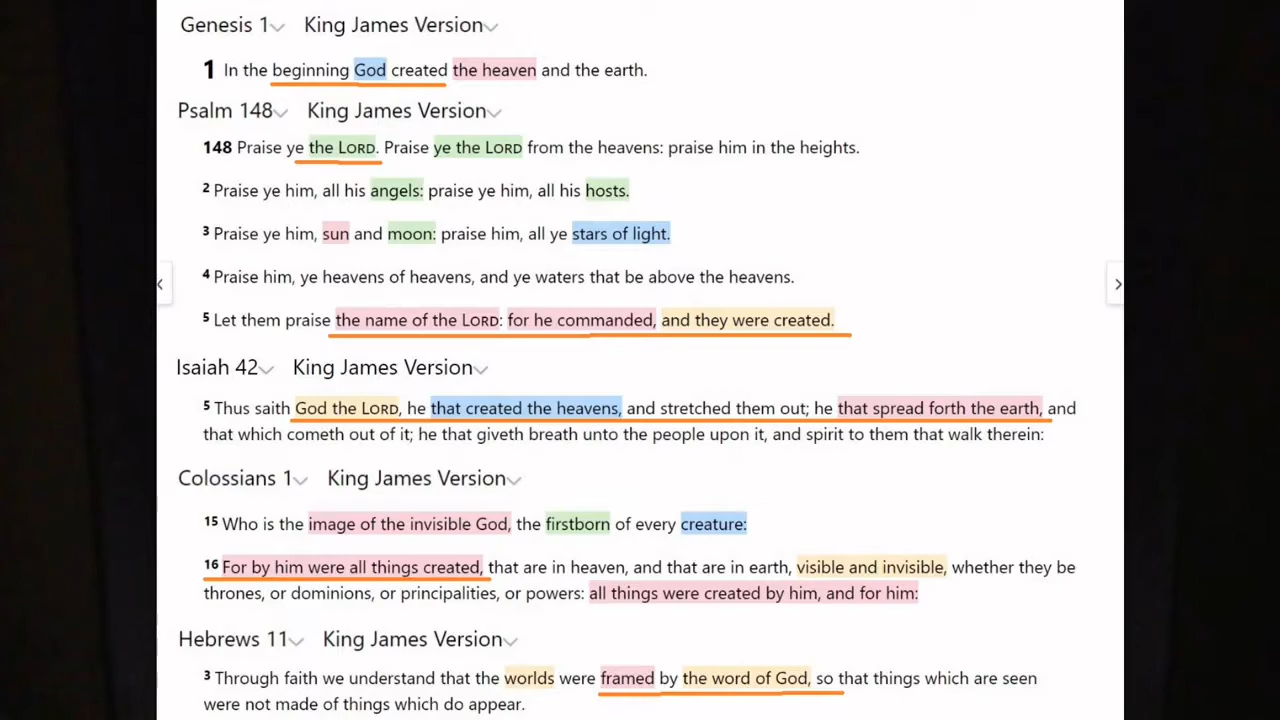 Genesis 1 King James Version
1 In the beginning God created the heaven and the earth.
Psalm 148 King James Version
148 Praise ye the LORD. Praise ye the LORD from the heavens: praise him in the heights.
2 Praise ye him, all his angels: praise ye him, all his hosts.
3 Praise ye him, sun and moon: praise him, all ye stars of light.
4 Praise him, ye heavens of heavens, and ye waters that be above the heavens.
5 Let them praise the name of the LORD: for he commanded, and they were created.
Isaiah 42 King James Version
5 Thus saith God the LORD, he that created the heavens, and stretched them out; he that spread forth the earth, and
that which cometh out of it; he that giveth breath unto the people upon it, and spirit to them that walk therein:
Colossians 1 King James Version
15 Who is the image of the invisible God, the firstborn of every creature:
16 For by him were all things created, that are in heaven, and that are in earth, visible and invisible, whether they be
thrones, or dominions, or principalities, or powers: all things were created by him, and for him:
Hebrews 11 King James Version
3 Through faith we understand that the worlds were framed by the word of God, so that things which are seen
were not made of things which do appear.